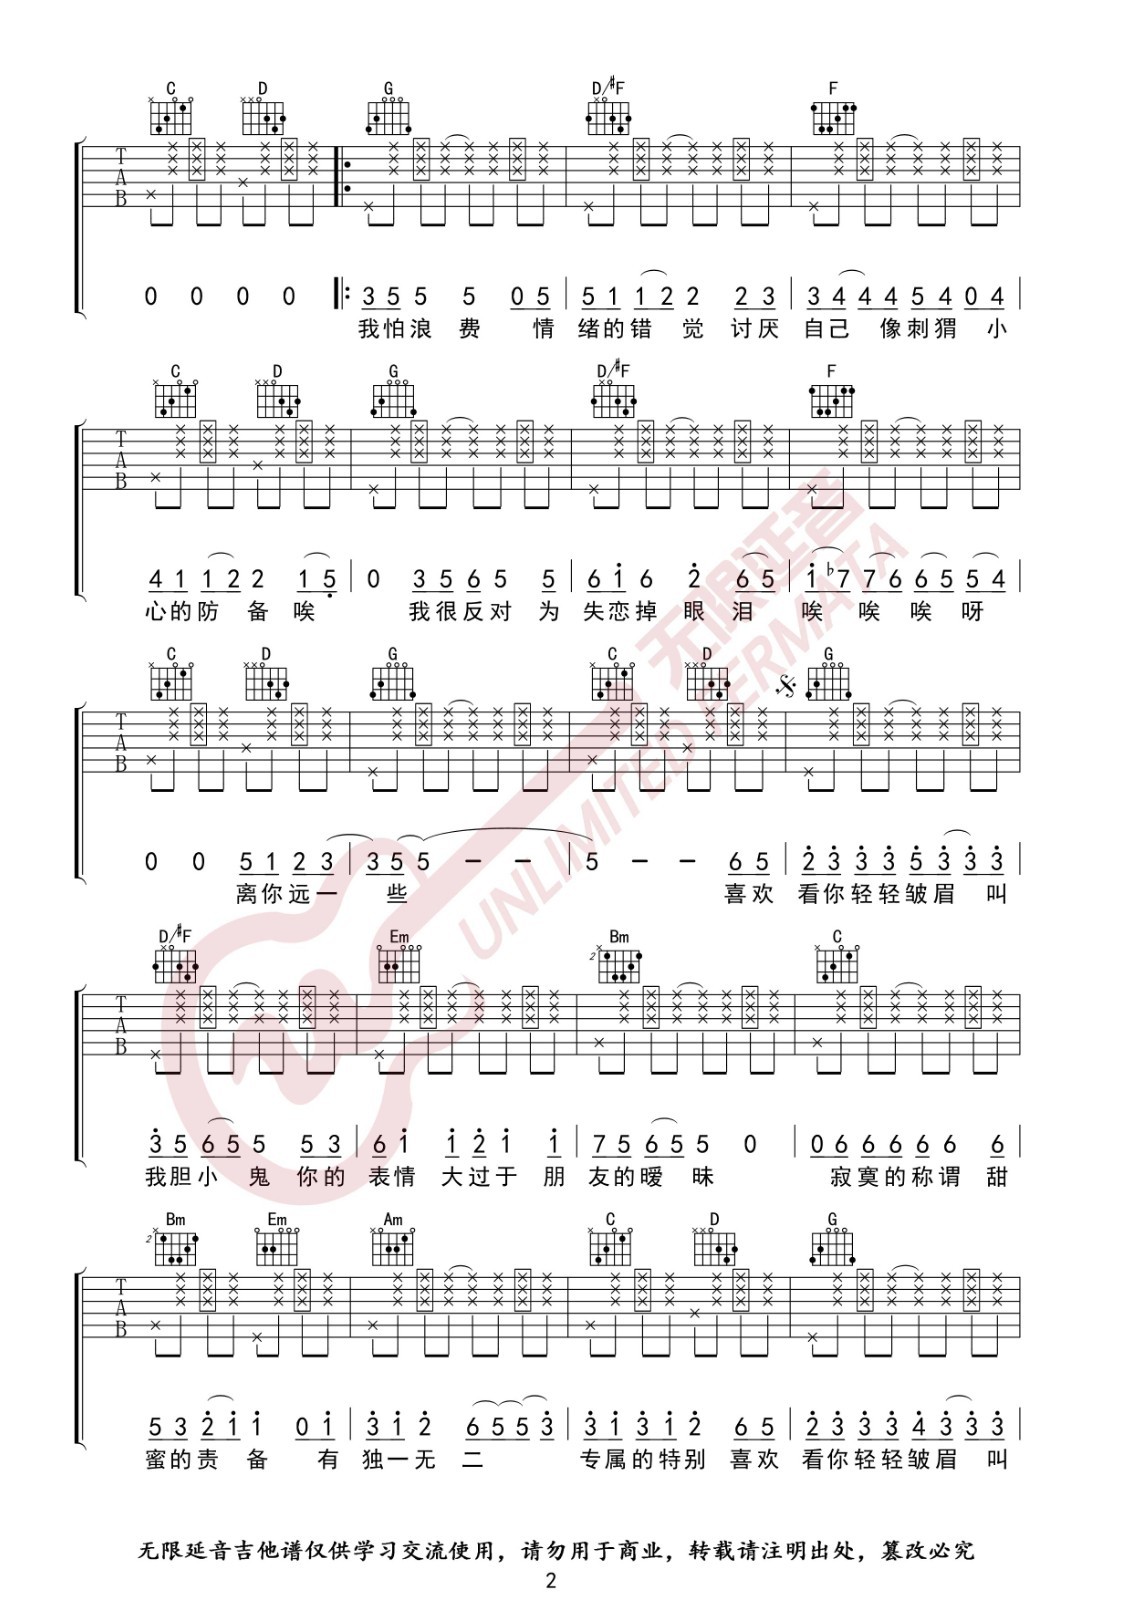 C D G D/#F F
T A B
0 0 0 0 3 5 5 5 0 5 5 1 1 2 2 2 3 3 4 4 4 5 4 0 4
我怕浪费 情 绪的错 觉 讨厌 自己 像刺猬 小
C D G D/#F F
T A B
4 1 1 2 2 1 5 0 3 5 6 5 5 6 1 6 2 6 5 1 ♭7 7 6 6 5 5 4
心的防 备 唉 我很反对 为 失恋掉 眼 泪 唉 唉 唉 呀
C D G C D G
T A B
0 0 5 1 2 3 3 5 5 - - 5 - - 6 5 2 3 3 3 5 3 3 3
离你远一 些 喜欢 看你轻轻皱眉 叫
D/#F Em Bm C
2
T A B
3 5 6 5 5 5 3 6 1 1 2 1 1 7 5 6 5 5 0 0 6 6 6 6 6 6
我胆小 鬼 你的 表情 大过于 朋 友的暧 昧 寂寞的称谓 甜
Bm Em Am C D G
2
T A B
5 3 2 1 1 0 1 3 1 2 6 5 5 3 3 1 3 1 2 6 5 2 3 3 3 4 3 3 3
蜜的责 备 有 独一无 二 专属的特别 喜欢 看你轻轻皱眉 叫
无限延音
UNLIMITED FERMATA
无限延音吉他谱仅供学习交流使用，请勿用于商业，转载请注明出处，篡改必究
2